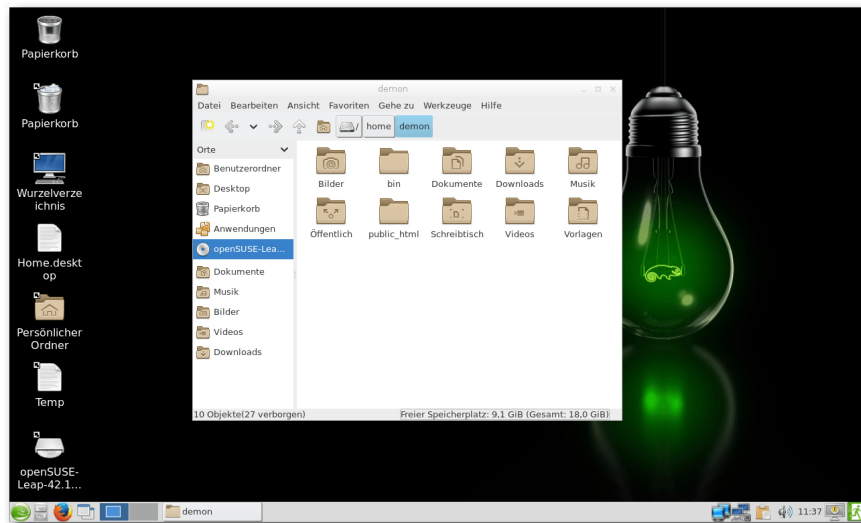 Papierkorb
Papierkorb
Wurzelverze
ichnis
Home.deskt
op
Persönlicher
Ordner
Temp
openSUSE-
Leap-42.1...
demon
Datei Bearbeiten Ansicht Favoriten Gehe zu Werkzeuge Hilfe
/ home demon
Orte
Benutzerordner
Desktop
Papierkorb
Anwendungen
openSUSE-Lea...
Dokumente
Musik
Bilder
Videos
Downloads
Bilder bin Dokumente Downloads Musik
Öffentlich public_html Schreibtisch Videos Vorlagen
10 Objekte(27 verborgen) Freier Speicherplatz: 9,1 GiB (Gesamt: 18,0 GiB)
demon 11:37